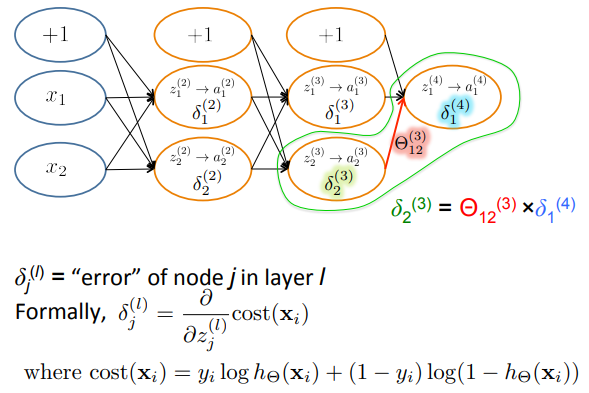 +1 +1 +1
x₁ z₁⁽²⁾ → a₁⁽²⁾ z₁⁽³⁾ → a₁⁽³⁾ z₁⁽⁴⁾ → a₁⁽⁴⁾
δ₁⁽²⁾ δ₁⁽³⁾ δ₁⁽⁴⁾
Θ₁₂⁽³⁾
x₂ z₂⁽²⁾ → a₂⁽²⁾ z₂⁽³⁾ → a₂⁽³⁾
δ₂⁽²⁾ δ₂⁽³⁾
δ₂⁽³⁾ = Θ₁₂⁽³⁾ ×δ₁⁽⁴⁾
δⱼ⁽ˡ⁾ = “error” of node j in layer l
Formally, δⱼ⁽ˡ⁾ = ∂/∂zⱼ⁽ˡ⁾ cost(xᵢ)
where cost(xᵢ) = yᵢ log hΘ(xᵢ) + (1 − yᵢ) log(1 − hΘ(xᵢ))